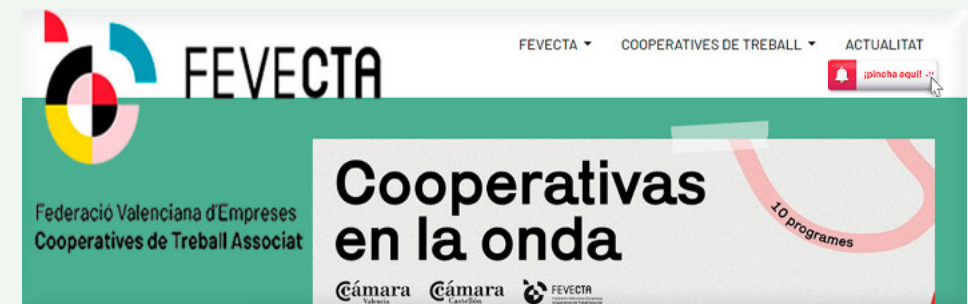 FEVECTA
FEVECTA COOPERATIVES DE TREBALL ACTUALITAT
¡pincha aquí!
Federació Valenciana d'Empreses
Cooperatives de Treball Associat
Cooperativas
en la onda
10 programes
Cámara Cámara FEVECTA
Valencia Castellón